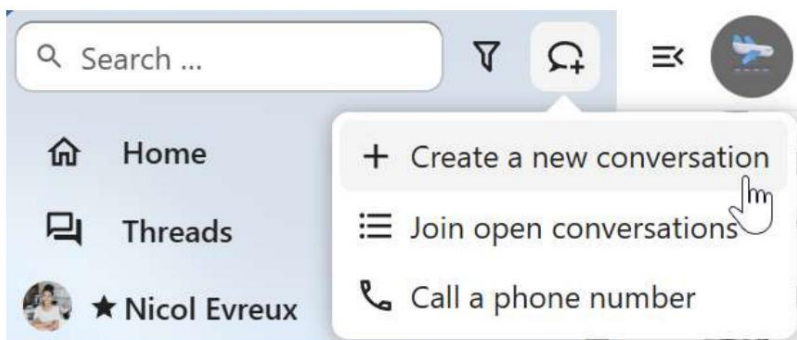 Search ...
Home
Threads
Nicol Evreux
Create a new conversation
Join open conversations
Call a phone number